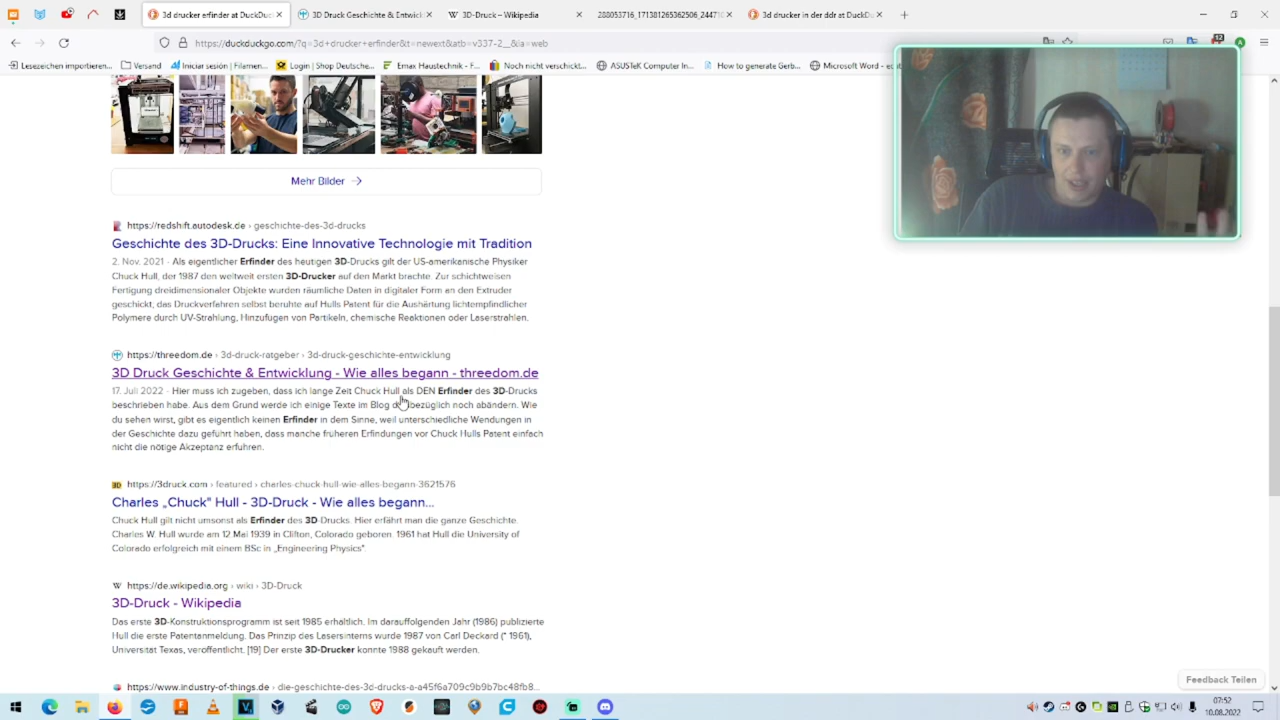 3d drucker erfinder at DuckDuc
3D Druck Geschichte & Entwickl
3D-Druck – Wikipedia
288053716_171381265362506_24471
3d drucker in der ddr at DuckDu
https://duckduckgo.com/?q=3d+drucker+erfinder&t=newext&atb=v337-2__&ia=web
Lesezeichen importieren...
Versand
Iniciar sesión | Filamen...
Login | Shop Deutsche...
Emax Haustechnik - F...
Noch nicht verschickt...
ASUSTeK Computer In...
How to generate Gerb...
Microsoft Word - edit
Mehr Bilder →
https://redshift.autodesk.de › geschichte-des-3d-drucks
Geschichte des 3D-Drucks: Eine Innovative Technologie mit Tradition
2. Nov. 2021 · Als eigentlicher Erfinder des heutigen 3D-Drucks gilt der US-amerikanische Physiker
Chuck Hull, der 1987 den weltweit ersten 3D-Drucker auf den Markt brachte. Zur schichtweisen
Fertigung dreidimensionaler Objekte wurden räumliche Daten in digitaler Form an den Extruder
geschickt, das Druckverfahren selbst beruhte auf Hulls Patent für die Aushärtung lichtempfindlicher
Polymere durch UV-Strahlung, Hinzufügen von Partikeln, chemische Reaktionen oder Laserstrahlen.
https://threedom.de › 3d-druck-ratgeber › 3d-druck-geschichte-entwicklung
3D Druck Geschichte & Entwicklung - Wie alles begann - threedom.de
17. Juli 2022 · Hier muss ich zugeben, dass ich lange Zeit Chuck Hull als DEN Erfinder des 3D-Drucks
beschrieben habe. Aus dem Grund werde ich einige Texte im Blog bezüglich noch abändern. Wie
du sehen wirst, gibt es eigentlich keinen Erfinder in dem Sinne, weil unterschiedliche Wendungen in
der Geschichte dazu geführt haben, dass manche früheren Erfindungen vor Chuck Hulls Patent einfach
nicht die nötige Akzeptanz erfuhren.
https://3druck.com › featured › charles-chuck-hull-wie-alles-begann-3621576
Charles „Chuck" Hull - 3D-Druck - Wie alles begann...
Chuck Hull gilt nicht umsonst als Erfinder des 3D-Drucks. Hier erfährt man die ganze Geschichte.
Charles W. Hull wurde am 12 Mai 1939 in Clifton, Colorado geboren. 1961 hat Hull die University of
Colorado erfolgreich mit einem BSc in „Engineering Physics".
https://de.wikipedia.org › wiki › 3D-Druck
3D-Druck - Wikipedia
Das erste 3D-Konstruktionsprogramm ist seit 1985 erhältlich. Im darauffolgenden Jahr (1986) publizierte
Hull die erste Patentanmeldung. Das Prinzip des Lasersinterns wurde 1987 von Carl Deckard (* 1961),
Universität Texas, veröffentlicht. [19] Der erste 3D-Drucker konnte 1988 gekauft werden.
https://www.industry-of-things.de › die-geschichte-des-3d-drucks-a-a45f6a709c9b9b7bc48fb8...
Feedback Teilen
07:52
10.08.2022